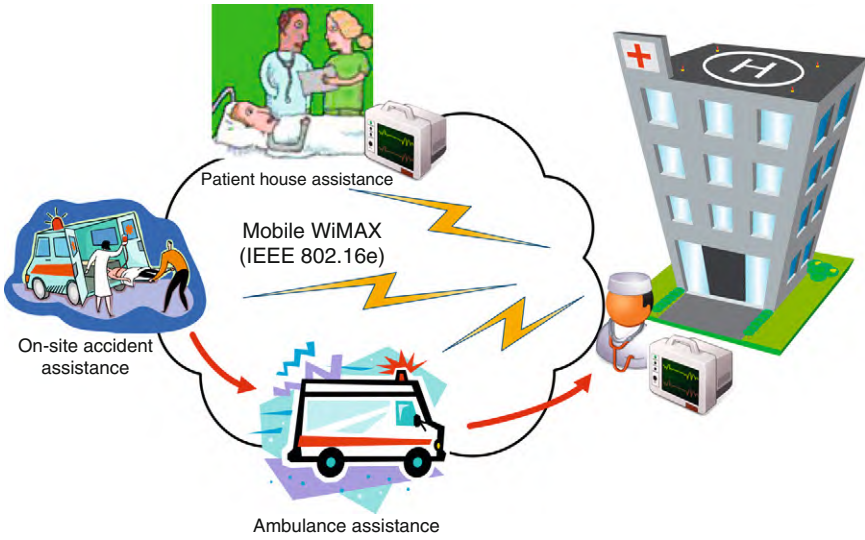 H
Patient house assistance
Mobile WiMAX
(IEEE 802.16e)
On-site accident
assistance
Ambulance assistance